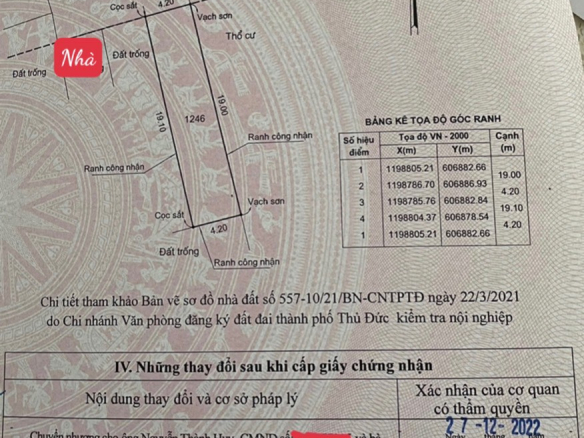 Cọc sắt
4.20
Vạch sơn
Thổ cư
Nhà
Đất trống
Đất trống
19.10
19.00
1246
Ranh công nhận
Ranh công nhận
Cọc sắt
Vạch sơn
4.20
Đất trống
Ranh công nhận
BẢNG KÊ TỌA ĐỘ GÓC RANH
Số hiệu điểm Tọa độ VN - 2000 Cạnh (m)
X(m) Y(m)
1 1198805.21 606882.66
19.00
2 1198786.70 606886.93
4.20
3 1198785.76 606882.84
19.10
4 1198804.37 606878.54
4.20
1 1198805.21 606882.66
Chi tiết tham khảo Bản vẽ sơ đồ nhà đất số 557-10/21/BN-CNTPTĐ ngày 22/3/2021
do Chi nhánh Văn phòng đăng ký đất đai thành phố Thủ Đức kiểm tra nội nghiệp
IV. Những thay đổi sau khi cấp giấy chứng nhận
Nội dung thay đổi và cơ sở pháp lý
Xác nhận của cơ quan
có thẩm quyền
27 -12- 2022